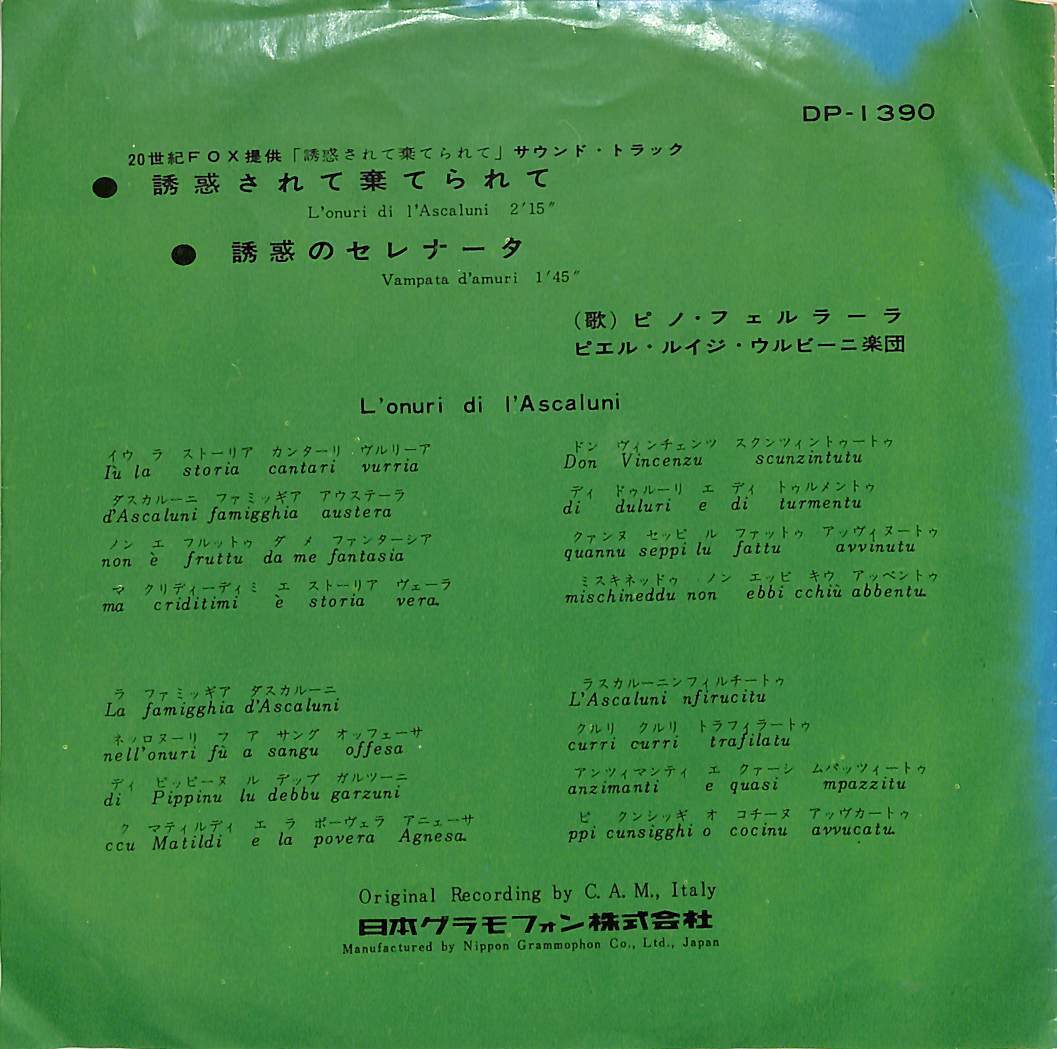 DP-1390
20世紀FOX提供「誘惑されて棄てられて」サウンド・トラック
● 誘惑されて棄てられて
L'onuri di l'Ascaluni 2′15″
● 誘惑のセレナータ
Vampata d'amuri 1′45″
(歌)ピノ・フェルラーラ
ピエル・ルイジ・ウルビーニ楽団
L'onuri di l'Ascaluni
イウ ラ ストーリア カンターリ ヴルリーア
Iù la storia cantari vurria
ダスカルーニ ファミッギア アウステーラ
d'Ascaluni famigghia austera
ノン エ フルットゥ ダ メ ファンターシア
non è fruttu da me fantasia
マ クリディーディミ エ ストーリア ヴェーラ
ma criditimi è storia vera.
ラ ファミッギア ダスカルーニ
La famigghia d'Ascaluni
ネッロヌーリ フ ア サング オッフェーサ
nell'onuri fù a sangu offesa
ディ ピッピーヌ ル デッブ ガルツーニ
di Pippinu lu debbu garzuni
ク マティルディ エ ラ ポーヴェラ アニェーサ
ccu Matildi e la povera Agnesa.
ドン ヴィンチェンツ スクンツィントゥートゥ
Don Vincenzu scunzintutu
ディ ドゥルーリ エ ディ トゥルメントゥ
di duluri e di turmentu
クァンヌ セッピ ル ファットゥ アッヴィヌートゥ
quannu seppi lu fattu avvinutu
ミスキネッドゥ ノン エッビ キウ アッベントゥ
mischineddu non ebbi cchiù abbentu.
ラスカルーニンフィルチートゥ
L'Ascaluni nfirucitu
クルリ クルリ トラフィラートゥ
curri curri trafilatu
アンツィマンティ エ クァーシ ムパッツィートゥ
anzimanti e quasi mpazzitu
ピ クンシッギ オ コチーヌ アッヴカートゥ
ppi cunsigghi o cocinu avvucatu.
Original Recording by C. A. M., Italy
日本グラモフォン株式会社
Manufactured by Nippon Grammophon Co., Ltd., Japan